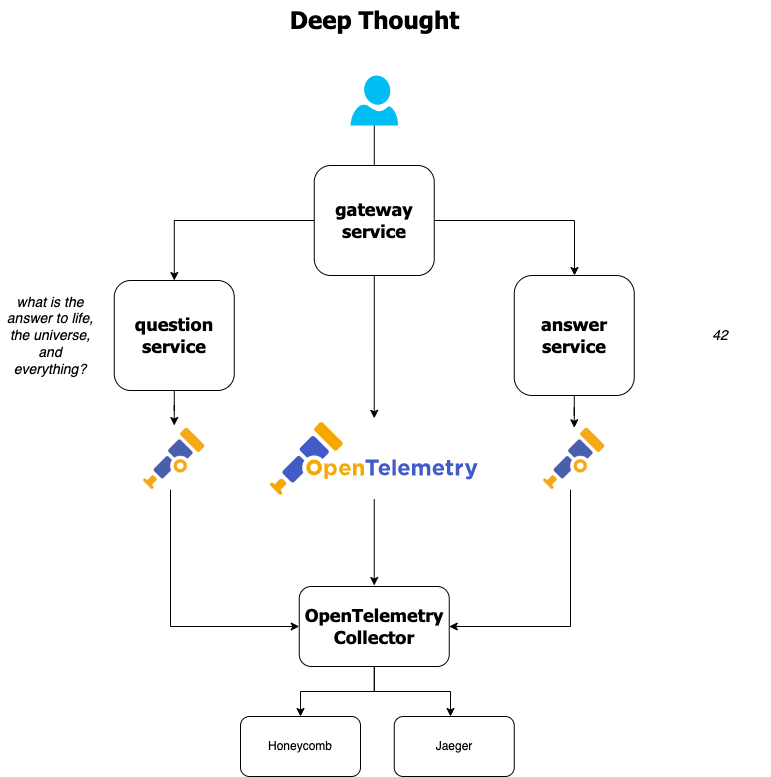 Deep Thought
gateway
service
what is the
answer to life,
the universe,
and
everything?
question
service
answer
service
42
OpenTelemetry
OpenTelemetry
Collector
Honeycomb
Jaeger